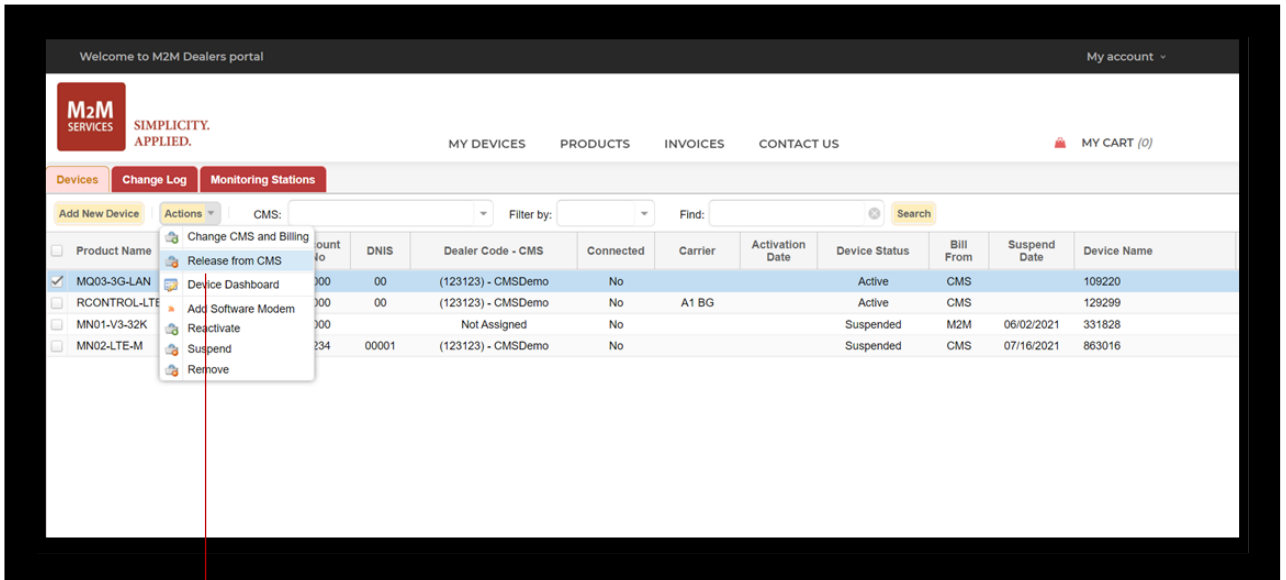 Welcome to M2M Dealers portal
My account
M2M
SERVICES
SIMPLICITY.
APPLIED.
MY DEVICES PRODUCTS INVOICES CONTACT US
MY CART (0)
Devices Change Log Monitoring Stations
Add New Device Actions CMS: Filter by: Find: Search
Product Name ount No DNIS Dealer Code - CMS Connected Carrier Activation Date Device Status Bill From Suspend Date Device Name
MQ03-3G-LAN 000 00 (123123) - CMSDemo No Active CMS 109220
RCONTROL-LTE 000 00 (123123) - CMSDemo No A1 BG Active CMS 129299
MN01-V3-32K 000 Not Assigned No Suspended M2M 06/02/2021 331828
MN02-LTE-M 234 00001 (123123) - CMSDemo No Suspended CMS 07/16/2021 863016
Change CMS and Billing
Release from CMS
Device Dashboard
Add Software Modem
Reactivate
Suspend
Remove